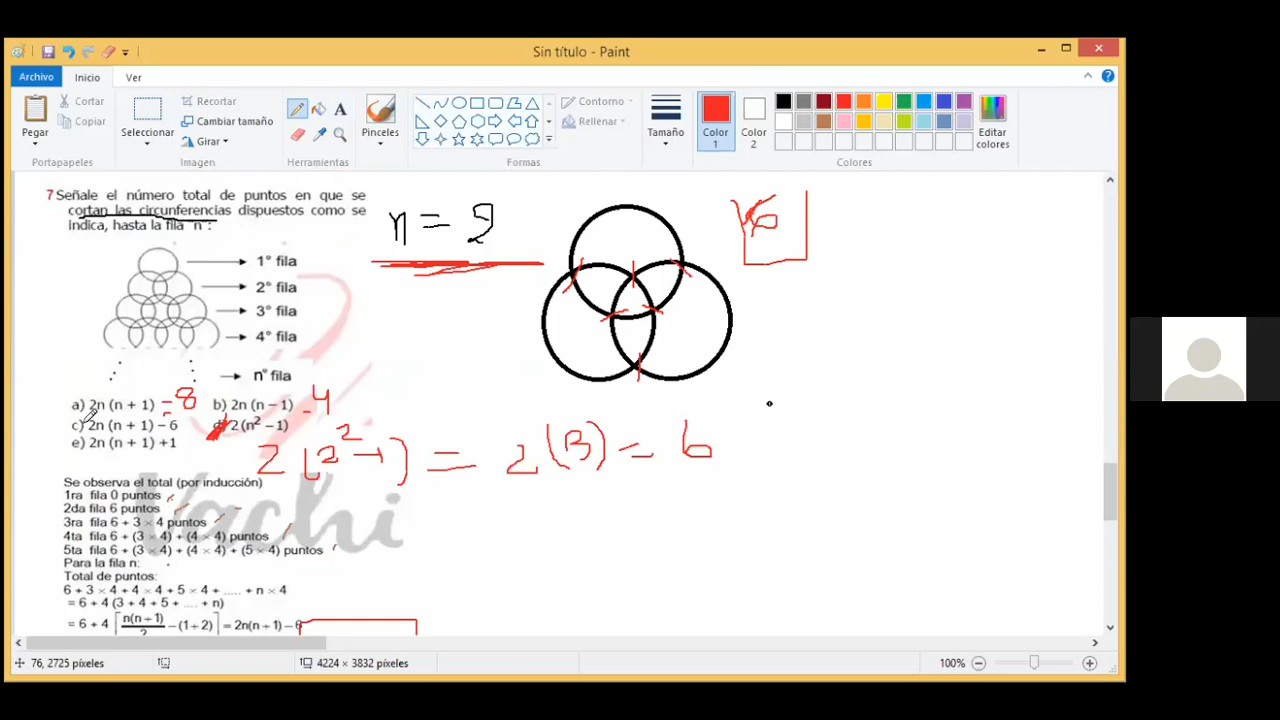 Sin título - Paint
Archivo Inicio Ver
Pegar
Cortar
Copiar
Portapapeles
Seleccionar
Recortar
Cambiar tamaño
Girar
Imagen
Herramientas
Pinceles
Contorno
Rellenar
Formas
Tamaño
Color 1
Color 2
Editar colores
Colores
7 Señale el número total de puntos en que se
cortan las circunferencias dispuestos como se
indica, hasta la fila "n":
1° fila
2° fila
3° fila
4° fila
n° fila
n = 2
6
a) 2n (n + 1) = 8 b) 2n (n − 1) = 4
c) 2n (n + 1) − 6 d) 2 (n² − 1)
e) 2n (n + 1) +1
2 (2² − 1) = 2 (3) = 6
Se observa el total (por inducción)
1ra fila 0 puntos
2da fila 6 puntos
3ra fila 6 + 3 × 4 puntos
4ta fila 6 + (3 × 4) + (4 × 4) puntos
5ta fila 6 + (3 × 4) + (4 × 4) + (5 × 4) puntos
Para la fila n:
Total de puntos:
6 + 3 × 4 + 4 × 4 + 5 × 4 + ..... + n × 4
= 6 + 4 (3 + 4 + 5 + .... + n)
= 6 + 4 [n(n+1)/2 − (1+2)] = 2n(n+1) − 6
Vachi
76, 2725 píxeles
4224 × 3832 píxeles
100%